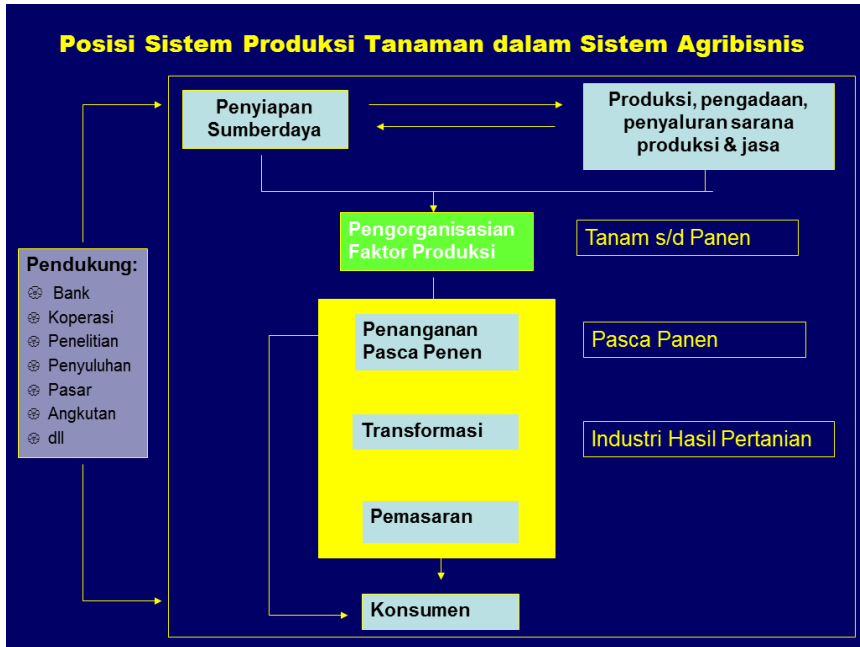 Posisi Sistem Produksi Tanaman dalam Sistem Agribisnis
Penyiapan
Sumberdaya
Produksi, pengadaan,
penyaluran sarana
produksi & jasa
Pengorganisasian
Faktor Produksi
Tanam s/d Panen
Pendukung:
Bank
Koperasi
Penelitian
Penyuluhan
Pasar
Angkutan
dll
Penanganan
Pasca Penen
Pasca Panen
Transformasi
Industri Hasil Pertanian
Pemasaran
Konsumen